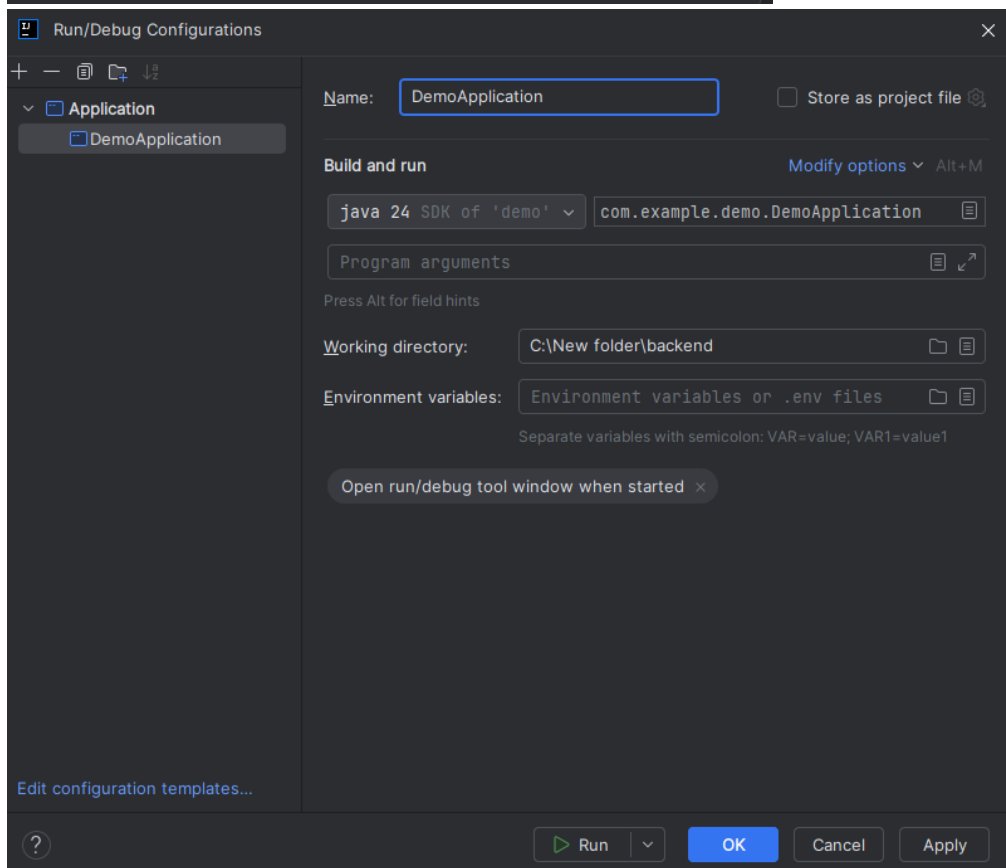 Run/Debug Configurations
Application
DemoApplication
Name: DemoApplication Store as project file
Build and run Modify options Alt+M
java 24 SDK of 'demo' com.example.demo.DemoApplication
Program arguments
Press Alt for field hints
Working directory: C:\New folder\backend
Environment variables: Environment variables or .env files
Separate variables with semicolon: VAR=value; VAR1=value1
Open run/debug tool window when started ×
Edit configuration templates...
? Run OK Cancel Apply